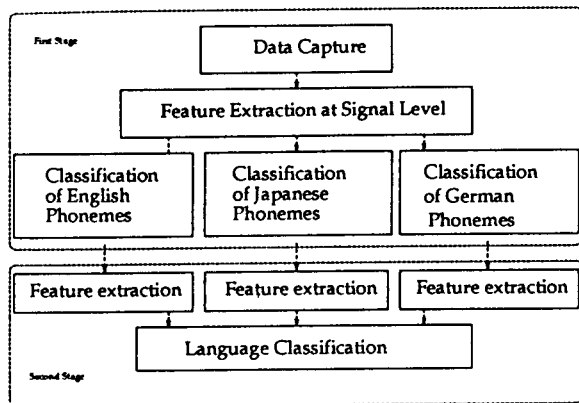 First Stage
Data Capture
Feature Extraction at Signal Level
Classification
of English
Phonemes
Classification
of Japanese
Phonemes
Classification
of German
Phonemes
Feature extraction
Feature extraction
Feature extraction
Language Classification
Second Stage